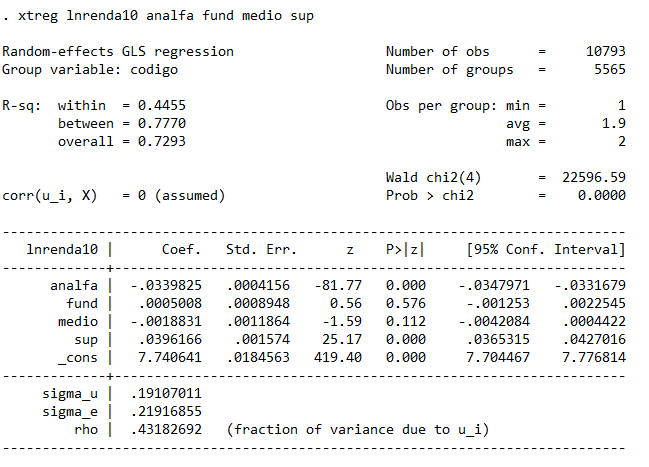 . xtreg lnrenda10 analfa fund medio sup
Random-effects GLS regression                   Number of obs      =     10793
Group variable: codigo                          Number of groups   =      5565
R-sq:  within  = 0.4455                         Obs per group: min =         1
       between = 0.7770                                        avg =       1.9
       overall = 0.7293                                        max =         2
                                                Wald chi2(4)       =  22596.59
corr(u_i, X)   = 0 (assumed)                    Prob > chi2        =    0.0000
------------------------------------------------------------------------------
   lnrenda10 |      Coef.   Std. Err.      z    P>|z|     [95% Conf. Interval]
-------------+----------------------------------------------------------------
      analfa |  -.0339825   .0004156   -81.77   0.000    -.0347971   -.0331679
        fund |   .0005008   .0008948     0.56   0.576     -.001253    .0022545
       medio |  -.0018831   .0011864    -1.59   0.112    -.0042084    .0004422
         sup |   .0396166    .001574    25.17   0.000     .0365315    .0427016
       _cons |   7.740641   .0184563   419.40   0.000     7.704467    7.776814
-------------+----------------------------------------------------------------
     sigma_u |  .19107011
     sigma_e |  .21916855
         rho |  .43182692   (fraction of variance due to u_i)
------------------------------------------------------------------------------